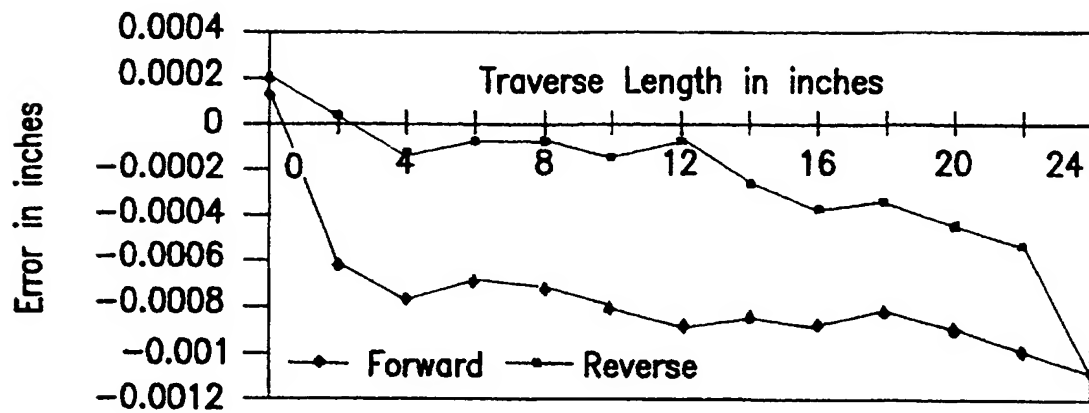 0.0004
0.0002
Traverse Length in inches
0
0 4 8 12 16 20 24
-0.0002
-0.0004
-0.0006
-0.0008
-0.001
-0.0012
Error in inches
Forward Reverse